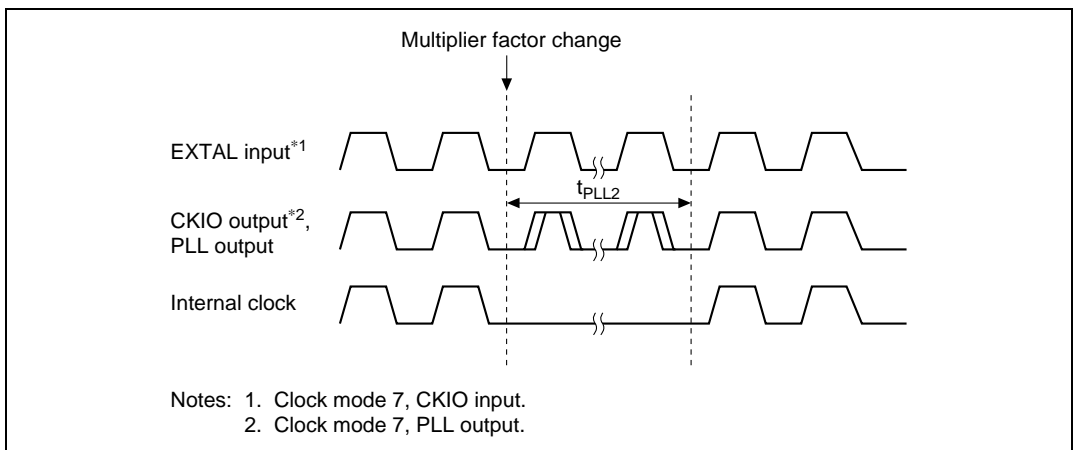 Multiplier factor change
EXTAL input*1
tPLL2
CKIO output*2,
PLL output
Internal clock
Notes: 1. Clock mode 7, CKIO input.
2. Clock mode 7, PLL output.